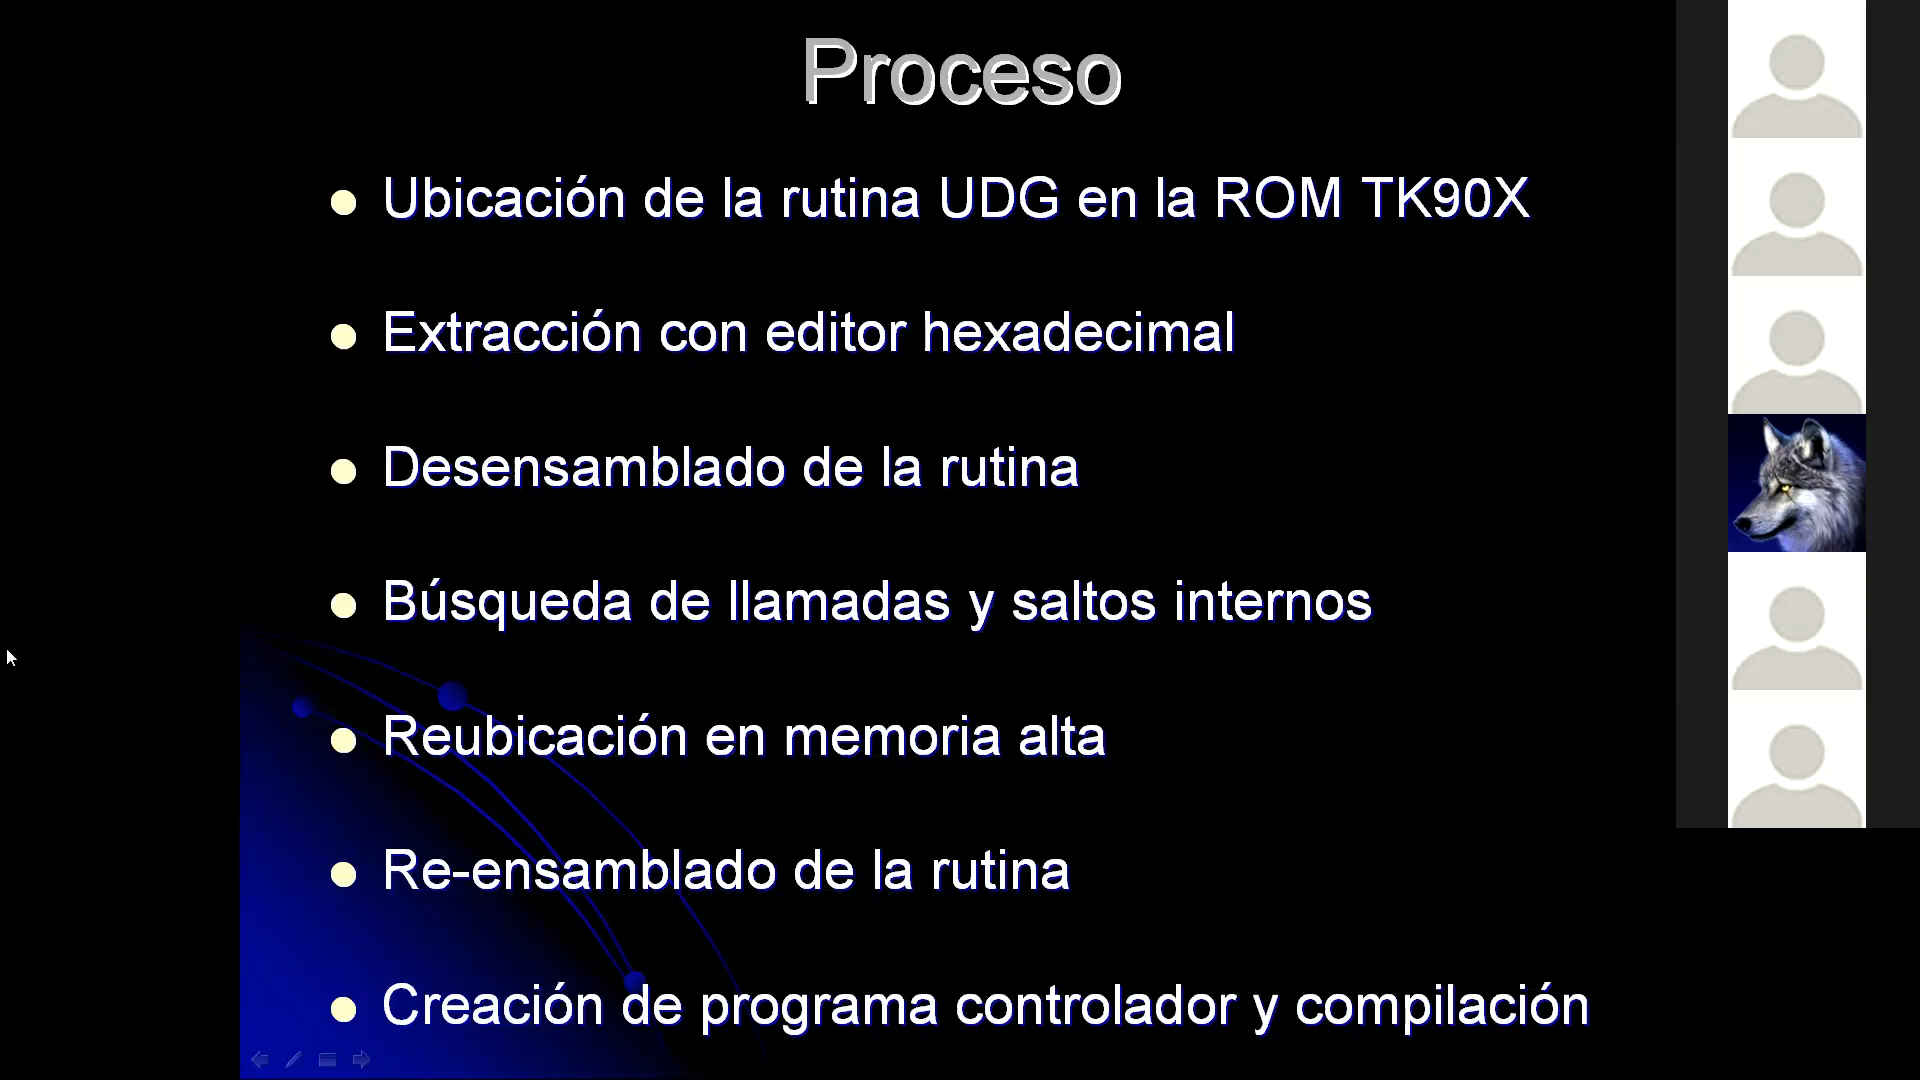 Proceso
Ubicación de la rutina UDG en la ROM TK90X
Extracción con editor hexadecimal
Desensamblado de la rutina
Búsqueda de llamadas y saltos internos
Reubicación en memoria alta
Re-ensamblado de la rutina
Creación de programa controlador y compilación